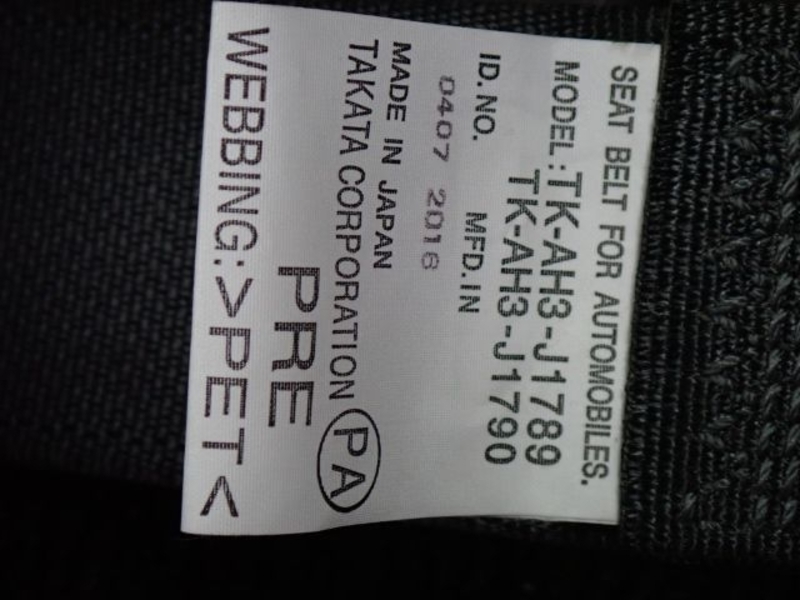 SEAT BELT FOR AUTOMOBILES.
MODEL: TK-AH3-J1789
TK-AH3-J1790
ID.NO. MFD.IN
0407 2016
MADE IN JAPAN
TAKATA CORPORATION PA
PRE
WEBBING:>PET<